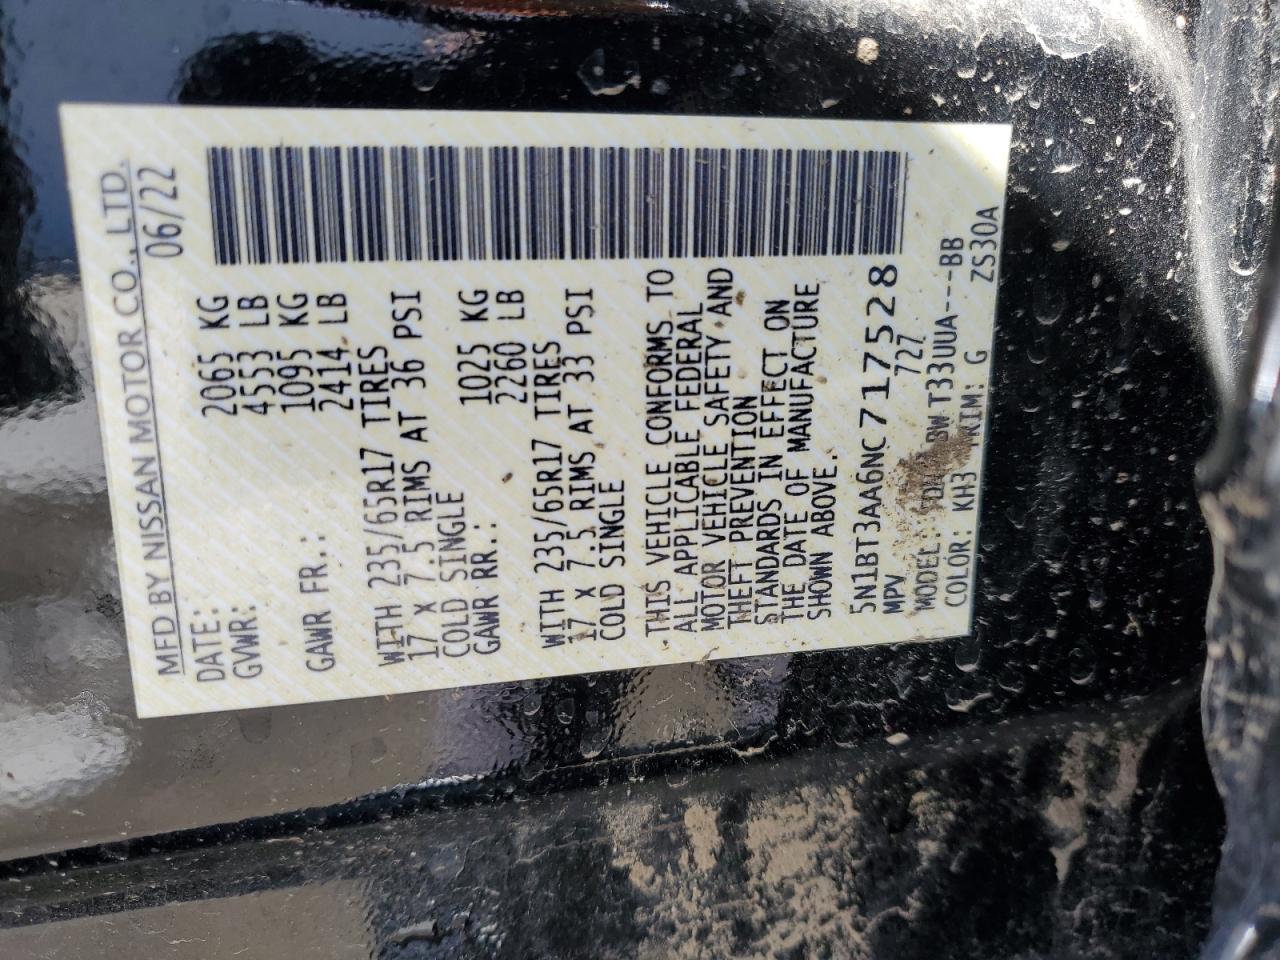 MFD BY NISSAN MOTOR CO., LTD.
DATE: 06/22
GVWR: 2065 KG
4553 LB
GAWR FR.: 1095 KG
2414 LB
WITH 235/65R17 TIRES
17 x 7.5 RIMS AT 36 PSI
COLD SINGLE
GAWR RR.: 1025 KG
2260 LB
WITH 235/65R17 TIRES
17 x 7.5 RIMS AT 33 PSI
COLD SINGLE
THIS VEHICLE CONFORMS TO
ALL APPLICABLE FEDERAL
MOTOR VEHICLE SAFETY AND
THEFT PREVENTION
STANDARDS IN EFFECT ON
THE DATE OF MANUFACTURE
SHOWN ABOVE.
5N1BT3AA6NC717528
MPV 727
MODEL: T33UUA---BB
COLOR: KH3 TRIM: G ZS30A